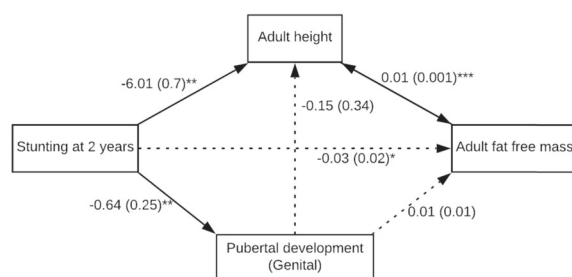 Adult height
-6.01 (0.7)**
0.01 (0.001)***
-0.15 (0.34)
Stunting at 2 years
Adult fat free mass
-0.03 (0.02)*
-0.64 (0.25)**
0.01 (0.01)
Pubertal development
(Genital)